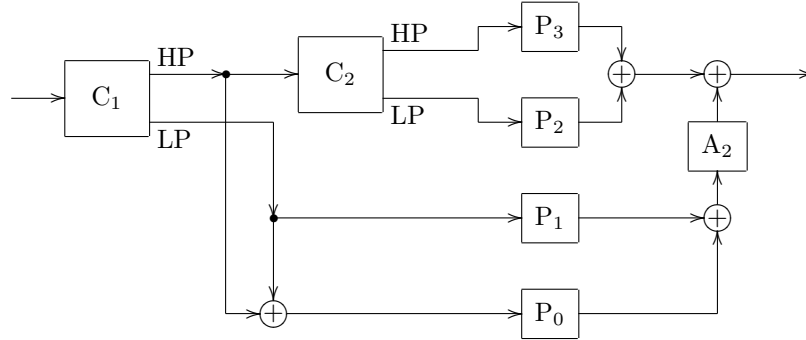 HP P₃
C₁ HP C₂
LP P₂
LP A₂
P₁
P₀